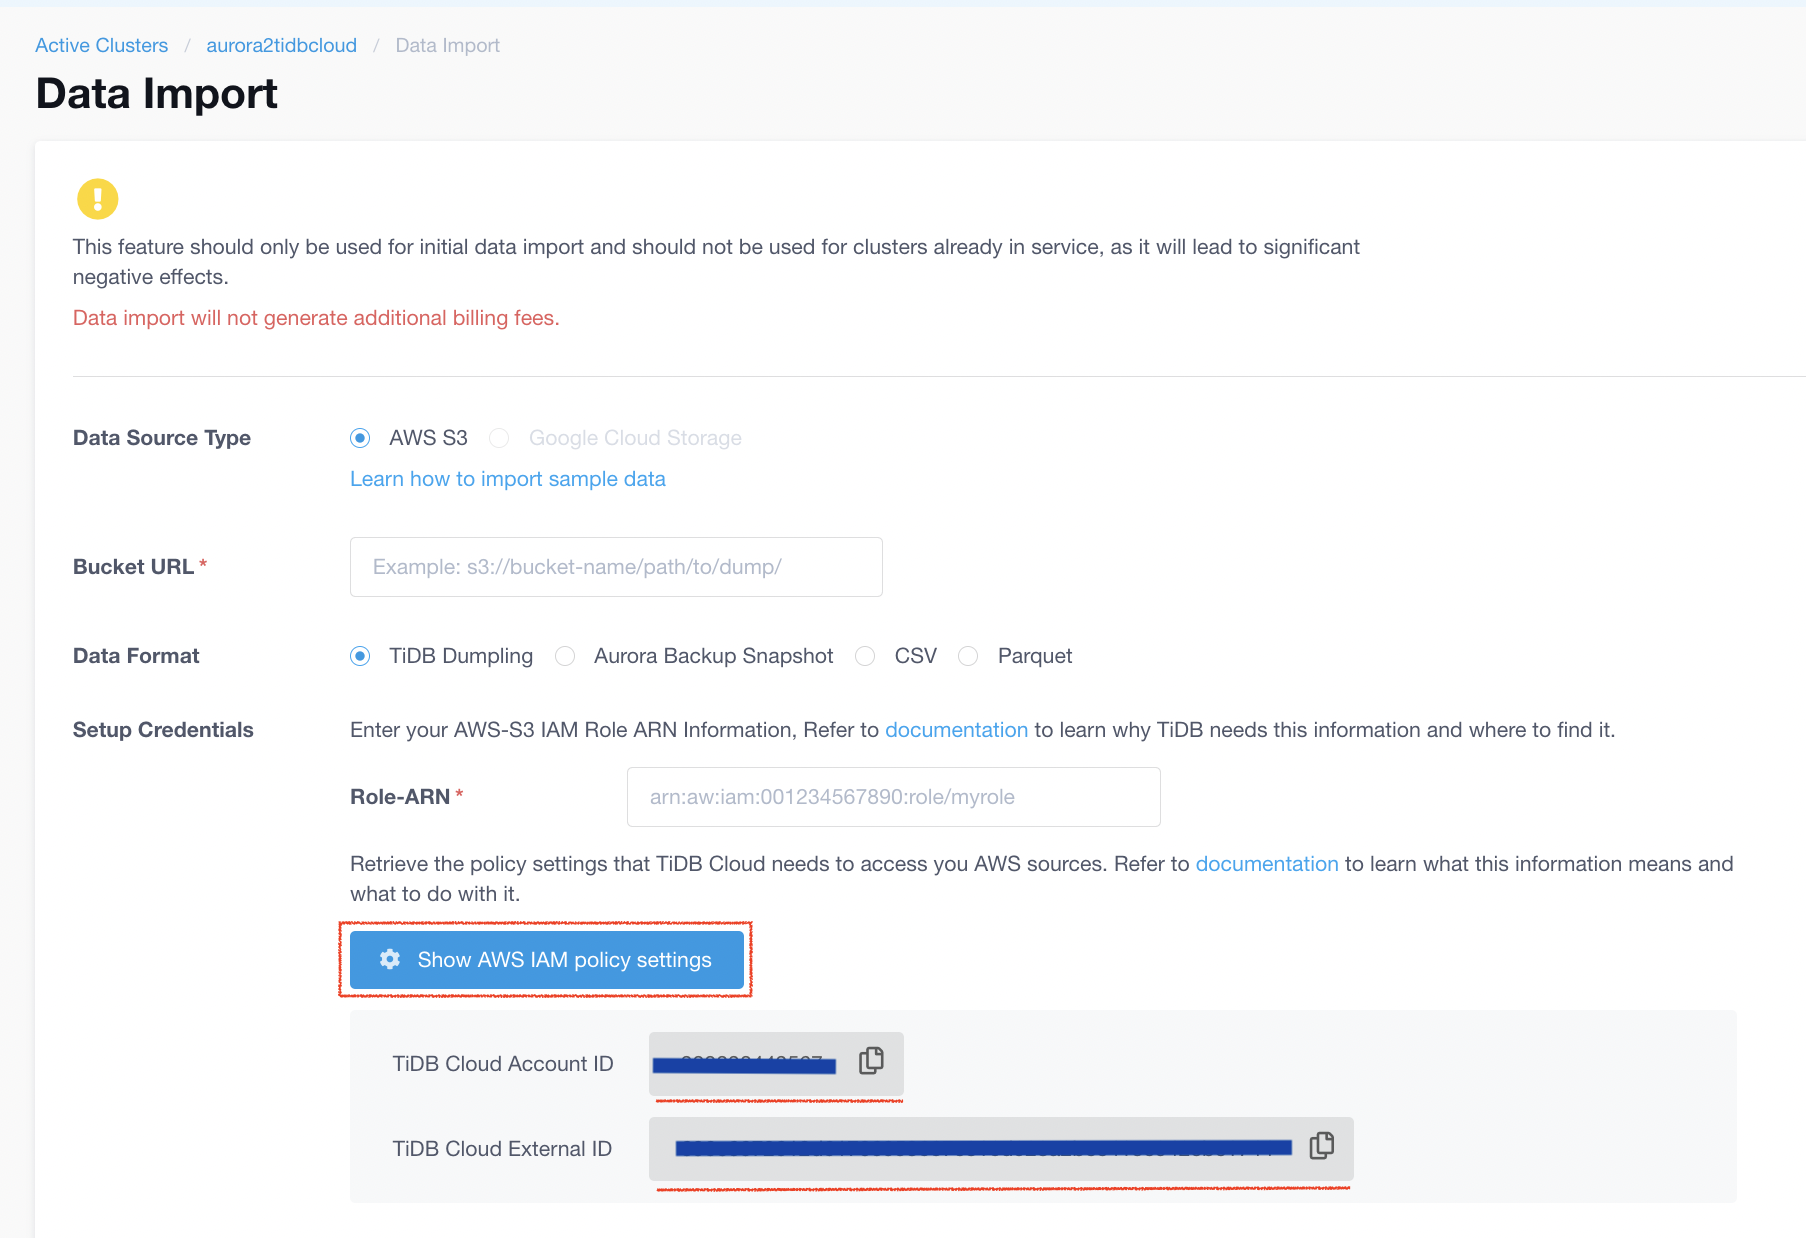 Active Clusters / aurora2tidbcloud / Data Import
Data Import
This feature should only be used for initial data import and should not be used for clusters already in service, as it will lead to significant
negative effects.
Data import will not generate additional billing fees.
Data Source Type AWS S3 Google Cloud Storage
Learn how to import sample data
Bucket URL * Example: s3://bucket-name/path/to/dump/
Data Format TiDB Dumpling Aurora Backup Snapshot CSV Parquet
Setup Credentials Enter your AWS-S3 IAM Role ARN Information, Refer to documentation to learn why TiDB needs this information and where to find it.
Role-ARN * arn:aw:iam:001234567890:role/myrole
Retrieve the policy settings that TiDB Cloud needs to access you AWS sources. Refer to documentation to learn what this information means and
what to do with it.
Show AWS IAM policy settings
TiDB Cloud Account ID
TiDB Cloud External ID